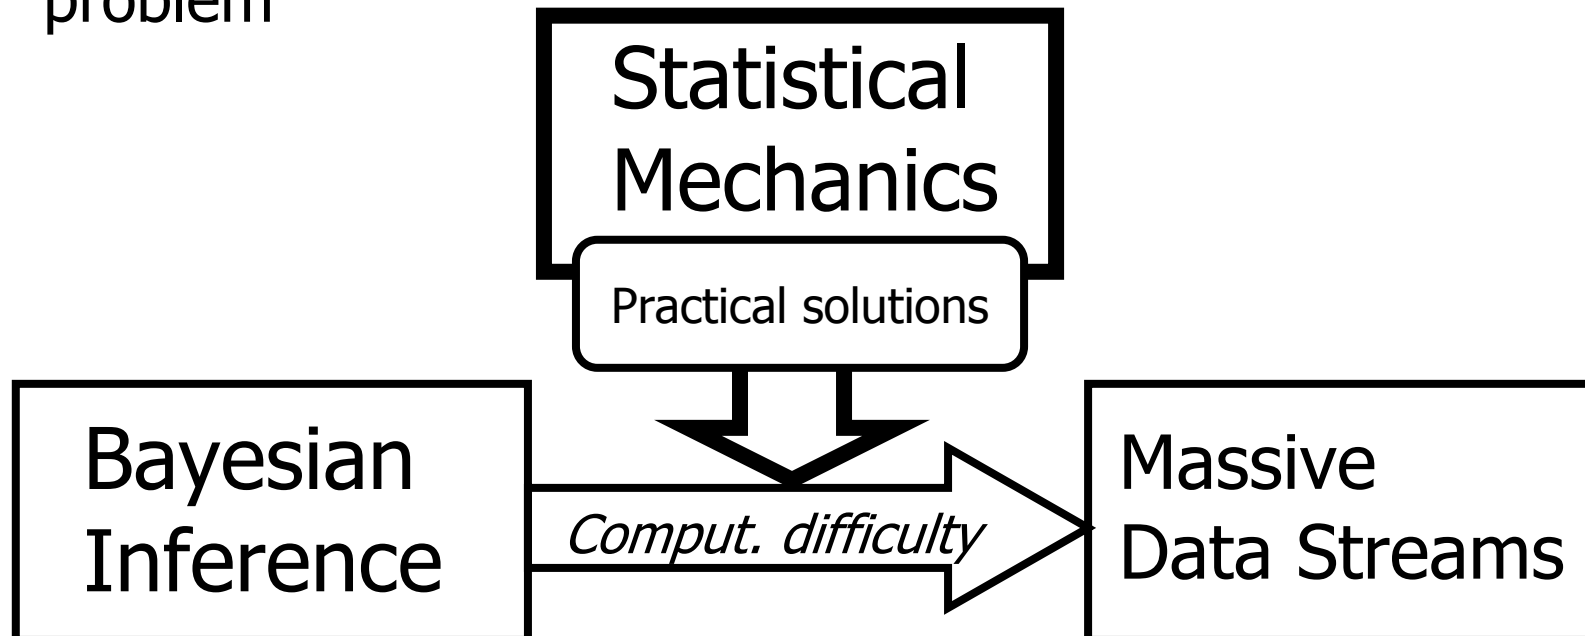 problem
Statistical
Mechanics
Practical solutions
Bayesian
Inference
Comput. difficulty
Massive
Data Streams